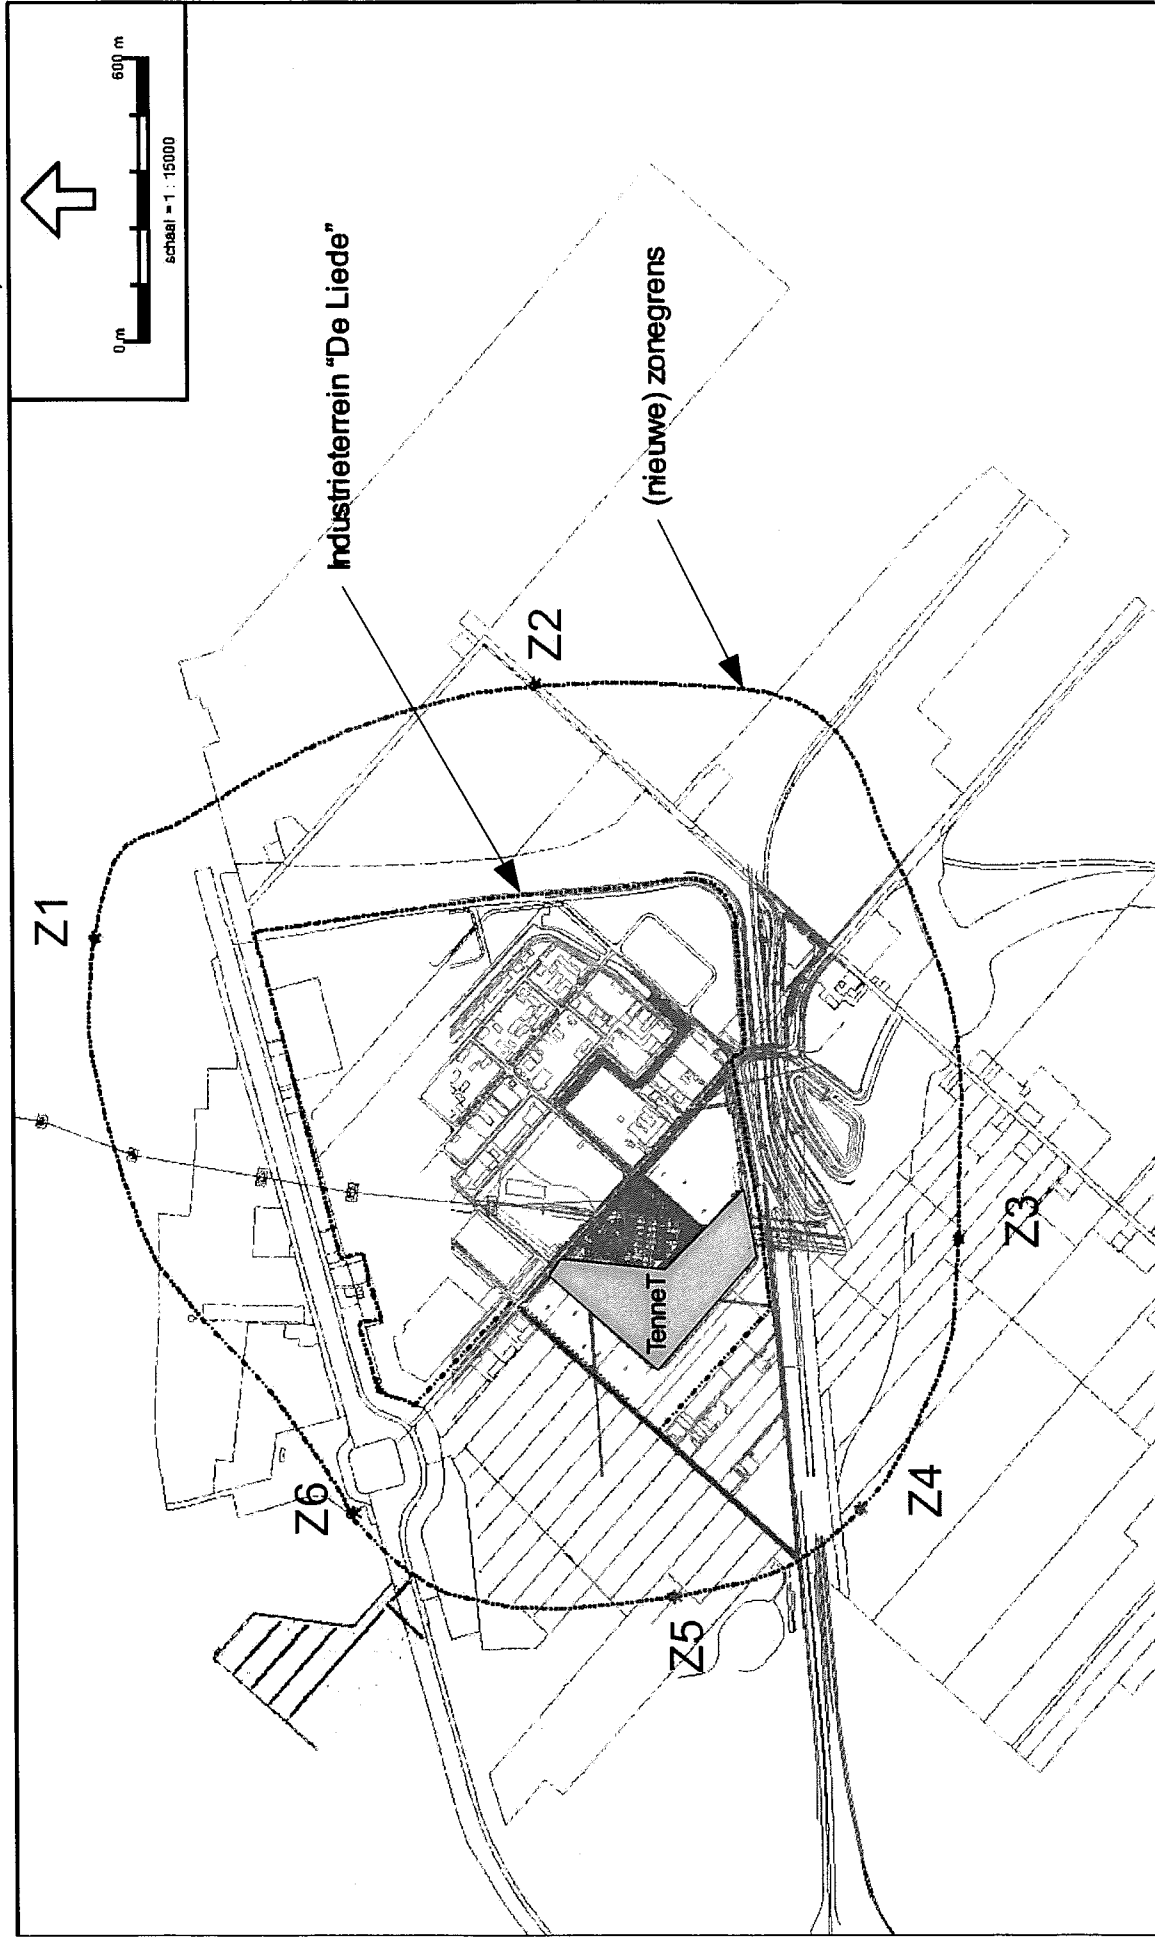 0 m
600 m
schaal = 1 : 15000
Industrieterrein "De Liede"
(nieuwe) zonegrens
Z1
Z2
Z6
TenneT
Z5
Z4
Z3